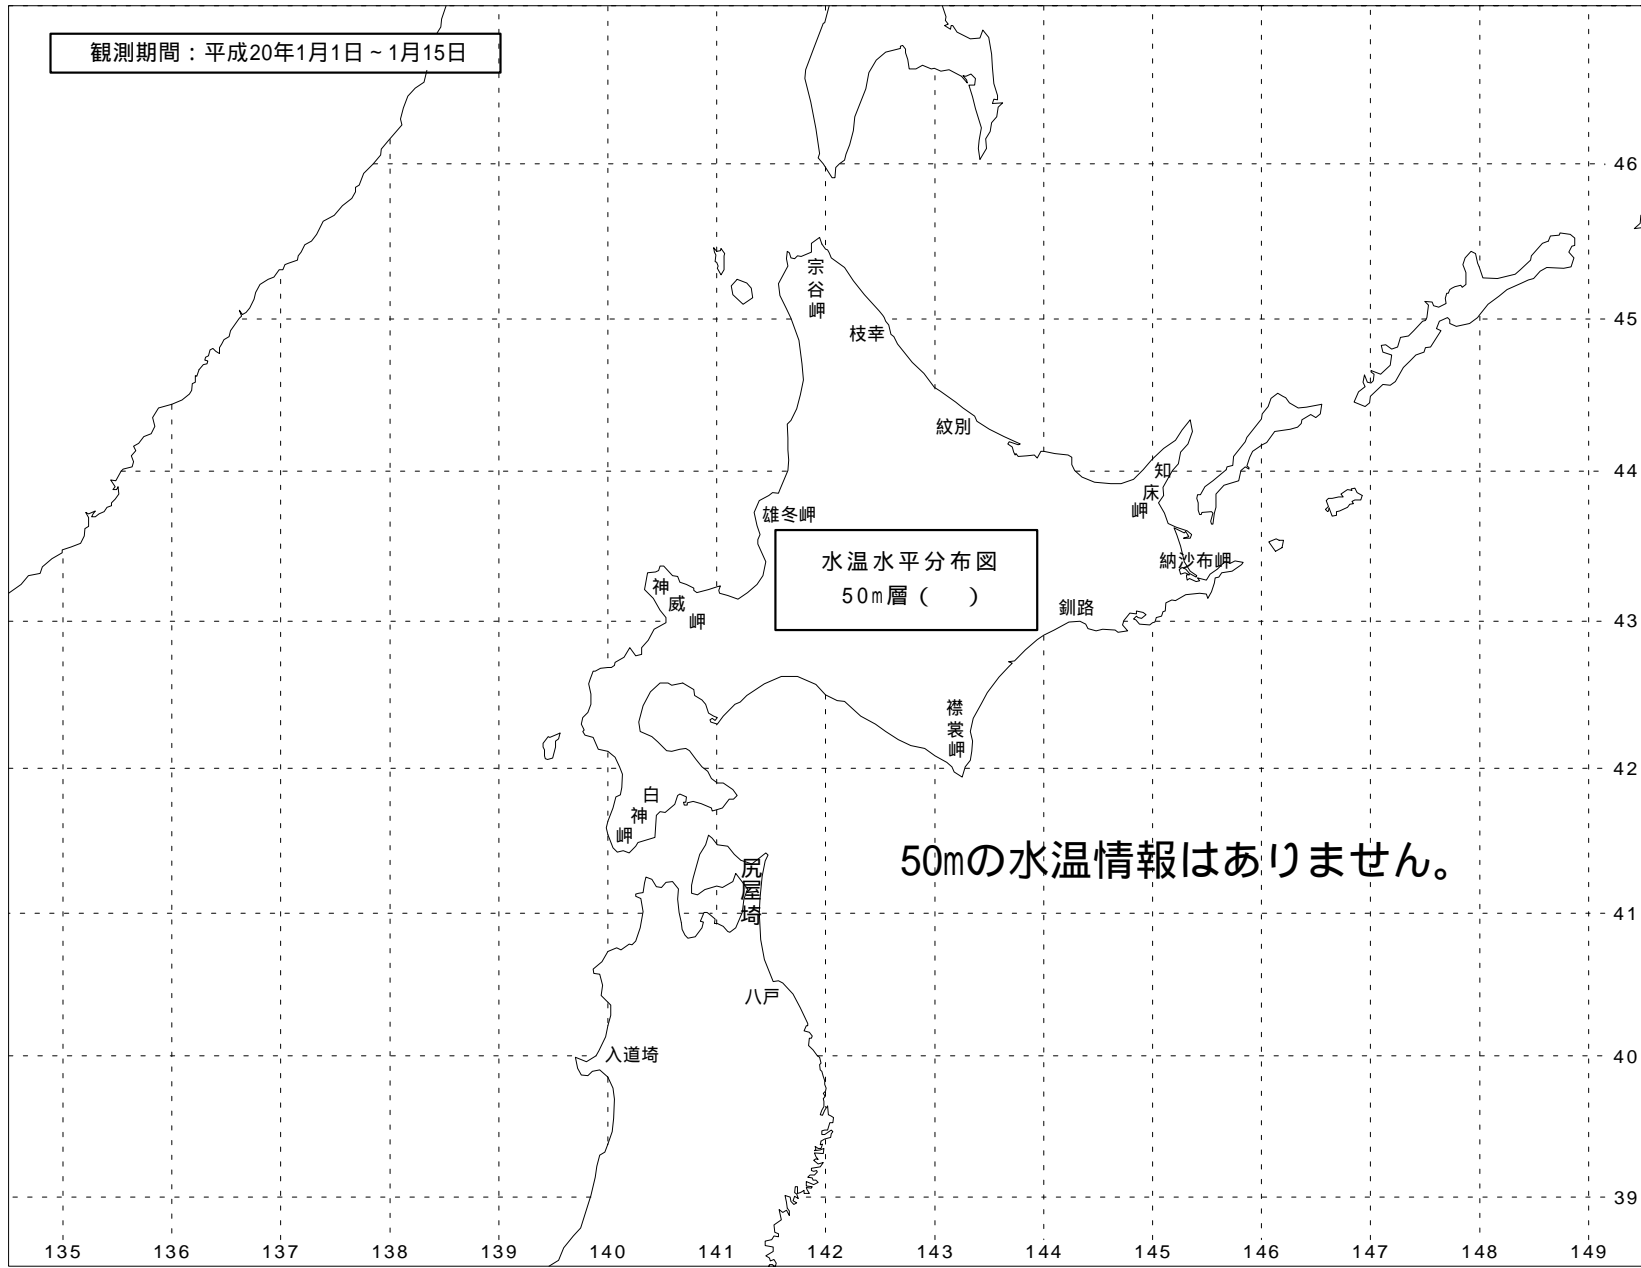 観測期間：平成20年1月1日～1月15日
46
宗谷岬
45
枝幸
紋別
44
知床岬
雄冬岬
水温水平分布図
50m層（　）
納沙布岬
神威岬
釧路
43
襟裳岬
42
白神岬
50mの水温情報はありません。
尻屋埼
41
八戸
入道埼
40
39
135 136 137 138 139 140 141 142 143 144 145 146 147 148 149